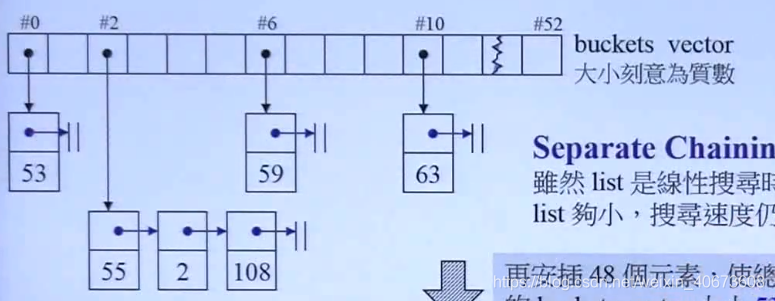 #0 #2 #6 #10 #52
buckets vector
大小刻意為質數
53 59 63
Separate Chainin
雖然 list 是線性搜尋時
list 夠小，搜尋速度仍
55 2 108
再安插 48 個元素，使總